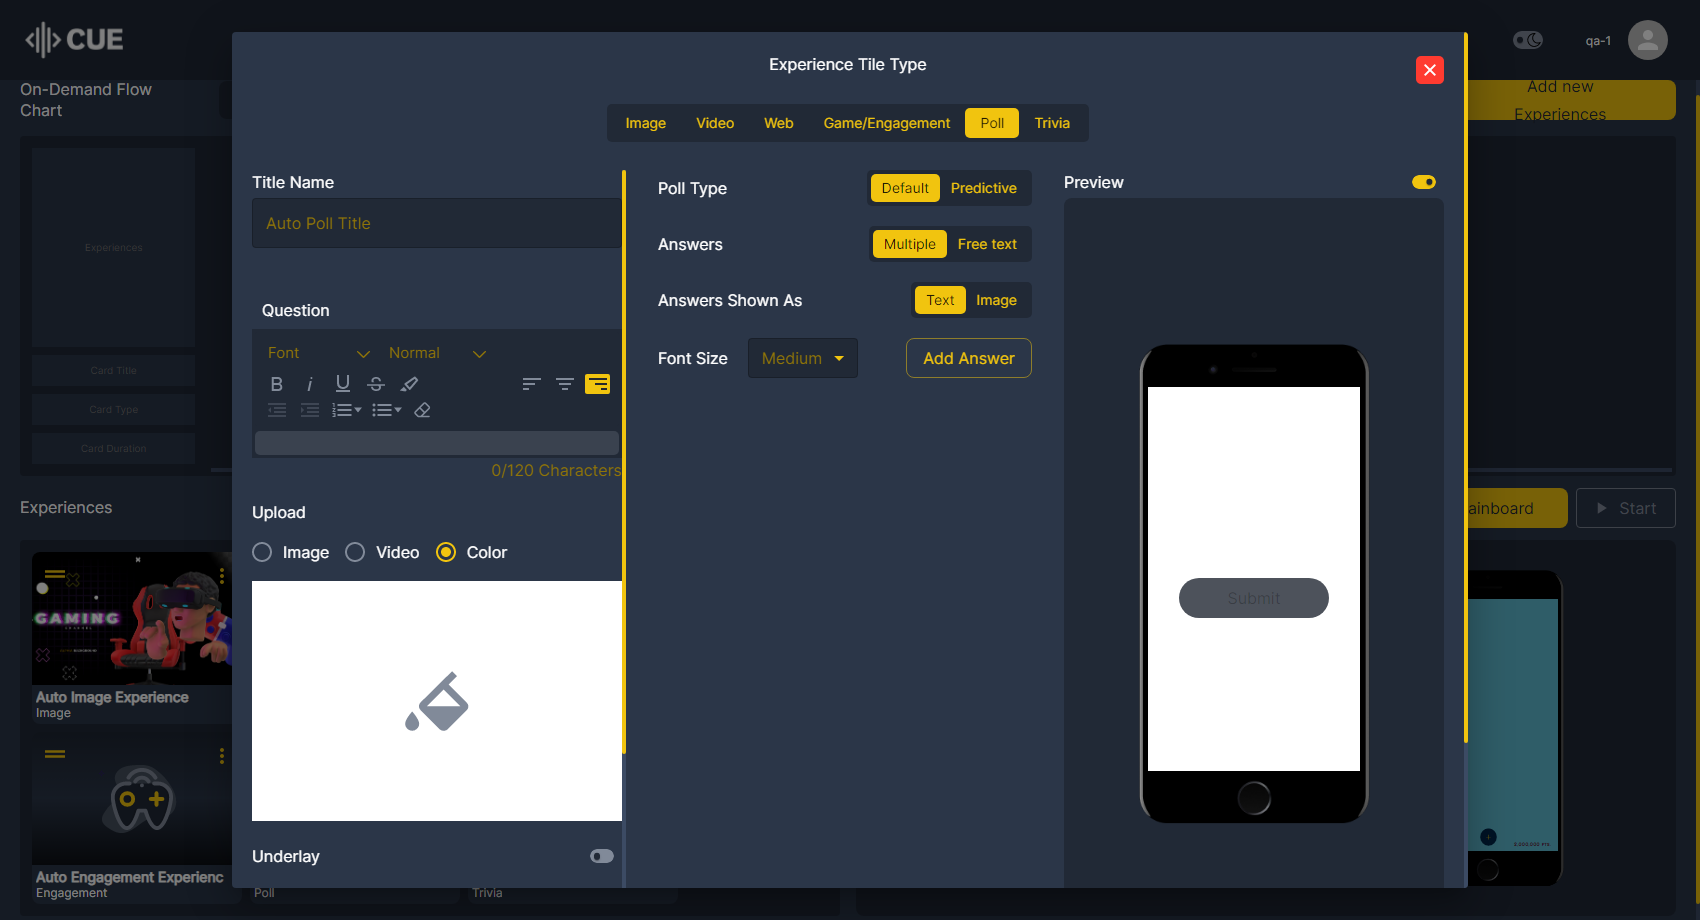 CUE
qa-1
On-Demand Flow
Chart
Add new
Experiences
Experiences
Card Title
Card Type
Card Duration
Experiences
ainboard
Start
GAMING
Auto Image Experience
Image
Auto Engagement Experienc
Engagement
Poll
Trivia
Experience Tile Type
Image
Video
Web
Game/Engagement
Poll
Trivia
Title Name
Auto Poll Title
Question
Font
Normal
B
i
U
S
0/120 Characters
Upload
Image
Video
Color
Underlay
Poll Type
Default
Predictive
Answers
Multiple
Free text
Answers Shown As
Text
Image
Font Size
Medium
Add Answer
Preview
Submit